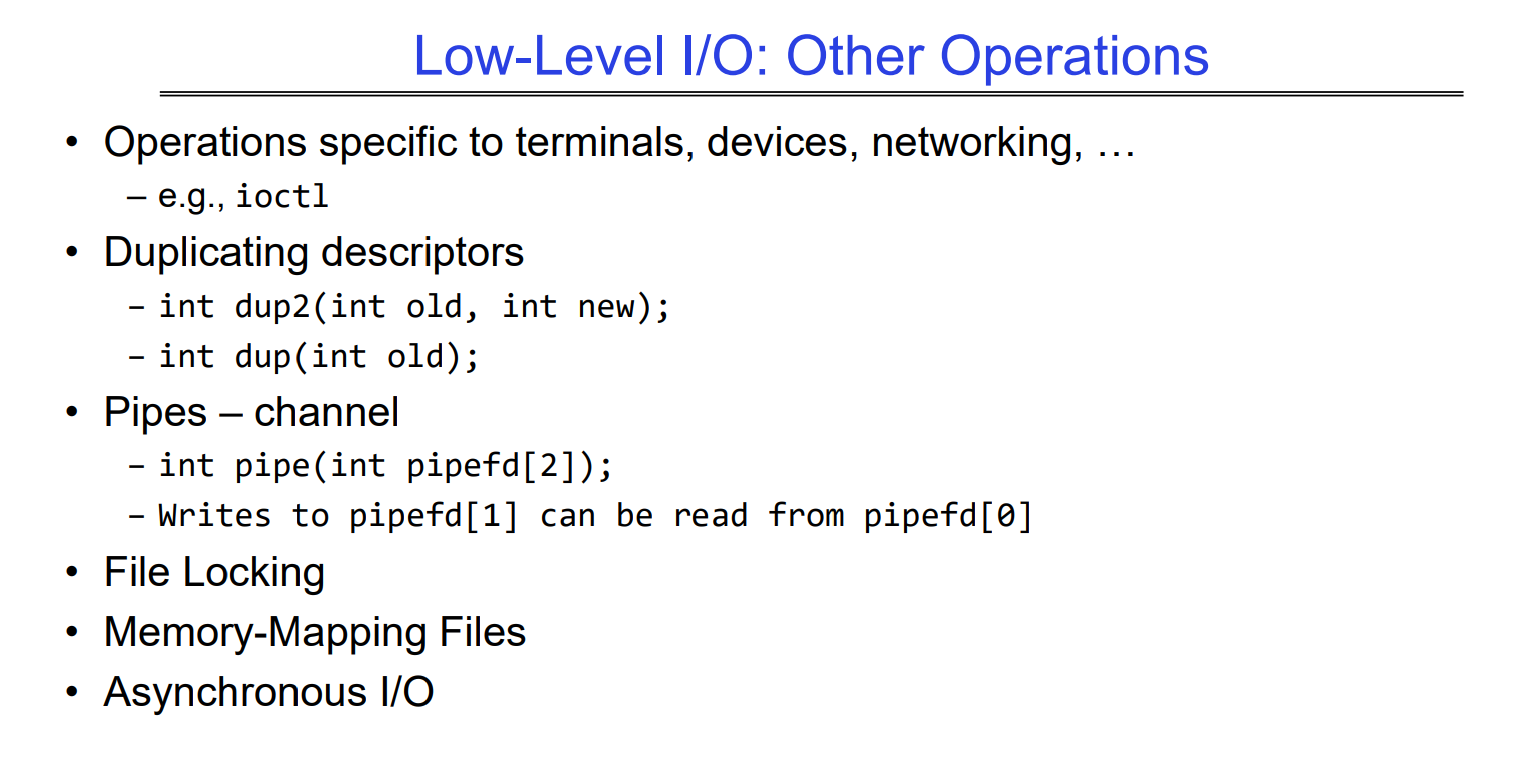 Low-Level I/O: Other Operations
• Operations specific to terminals, devices, networking, …
– e.g., ioctl
• Duplicating descriptors
– int dup2(int old, int new);
– int dup(int old);
• Pipes – channel
– int pipe(int pipefd[2]);
– Writes to pipefd[1] can be read from pipefd[0]
• File Locking
• Memory-Mapping Files
• Asynchronous I/O